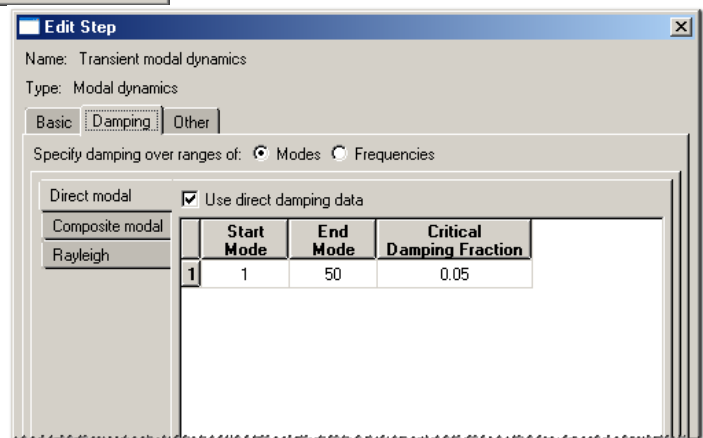 Edit Step
Name: Transient modal dynamics
Type: Modal dynamics
Basic Damping Other
Specify damping over ranges of: Modes Frequencies
Direct modal
Composite modal
Rayleigh
Use direct damping data
Start Mode End Mode Critical Damping Fraction
1 1 50 0.05